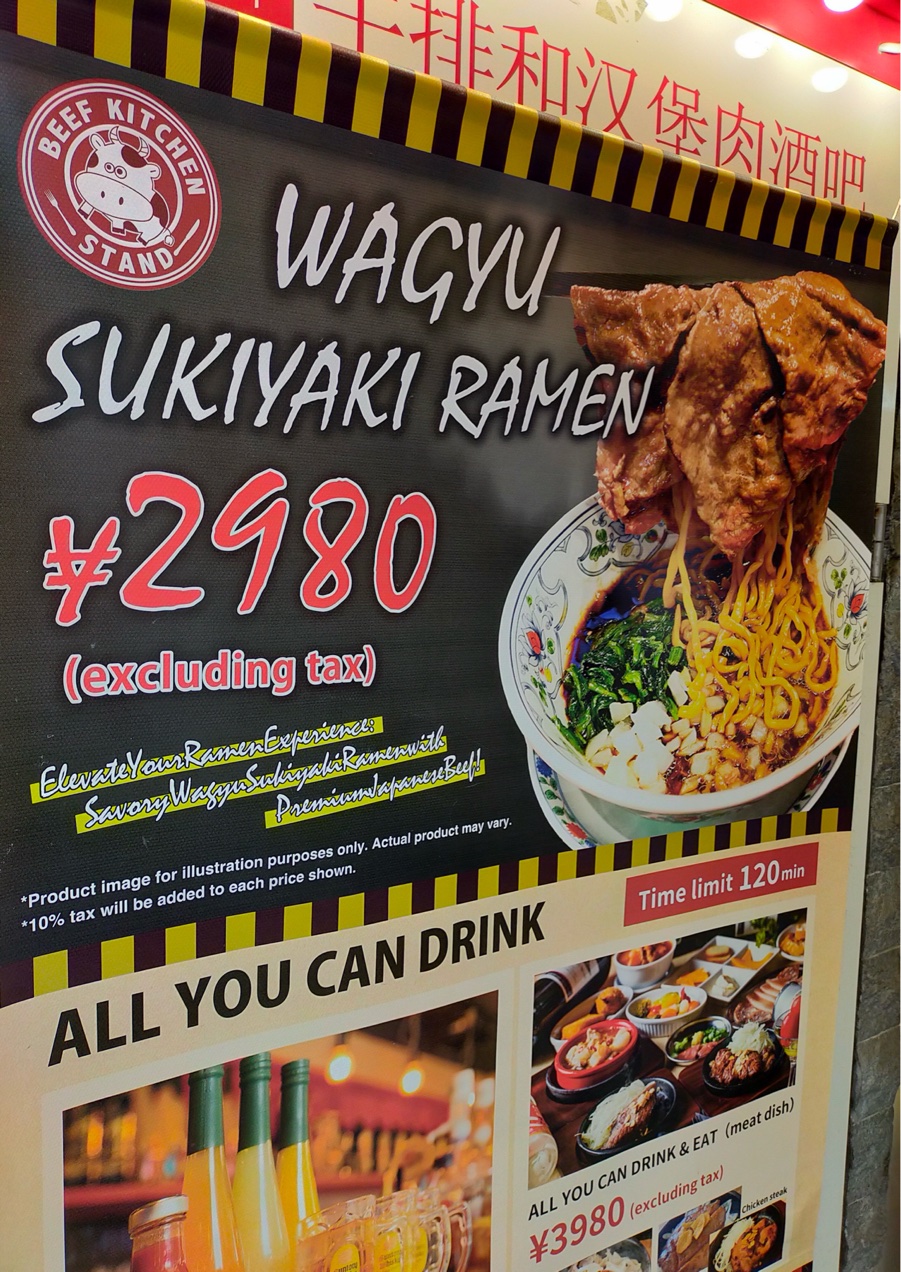 牛排和汉堡肉酒吧
BEEF KITCHEN
STAND
WAGYU
SUKIYAKI RAMEN
¥2980
(excluding tax)
ElevateYourRamenExperience:
SavoryWagyuSukiyakiRamenwith
PremiumJapaneseBeef!
*Product image for illustration purposes only. Actual product may vary.
*10% tax will be added to each price shown.
Time limit 120min
ALL YOU CAN DRINK
ALL YOU CAN DRINK & EAT (meat dish)
¥3980 (excluding tax)
Chicken steak